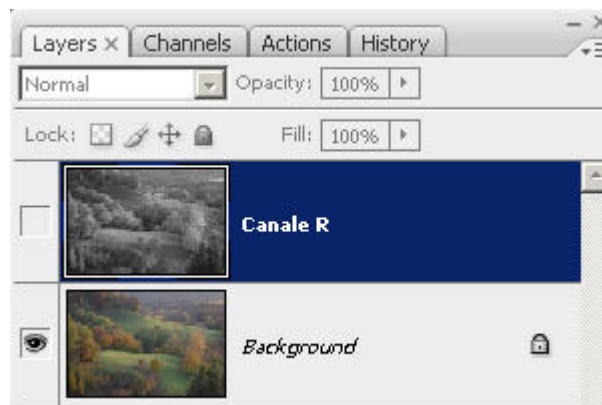 Layers × Channels Actions History
Normal Opacity: 100%
Lock: Fill: 100%
Canale R
Background